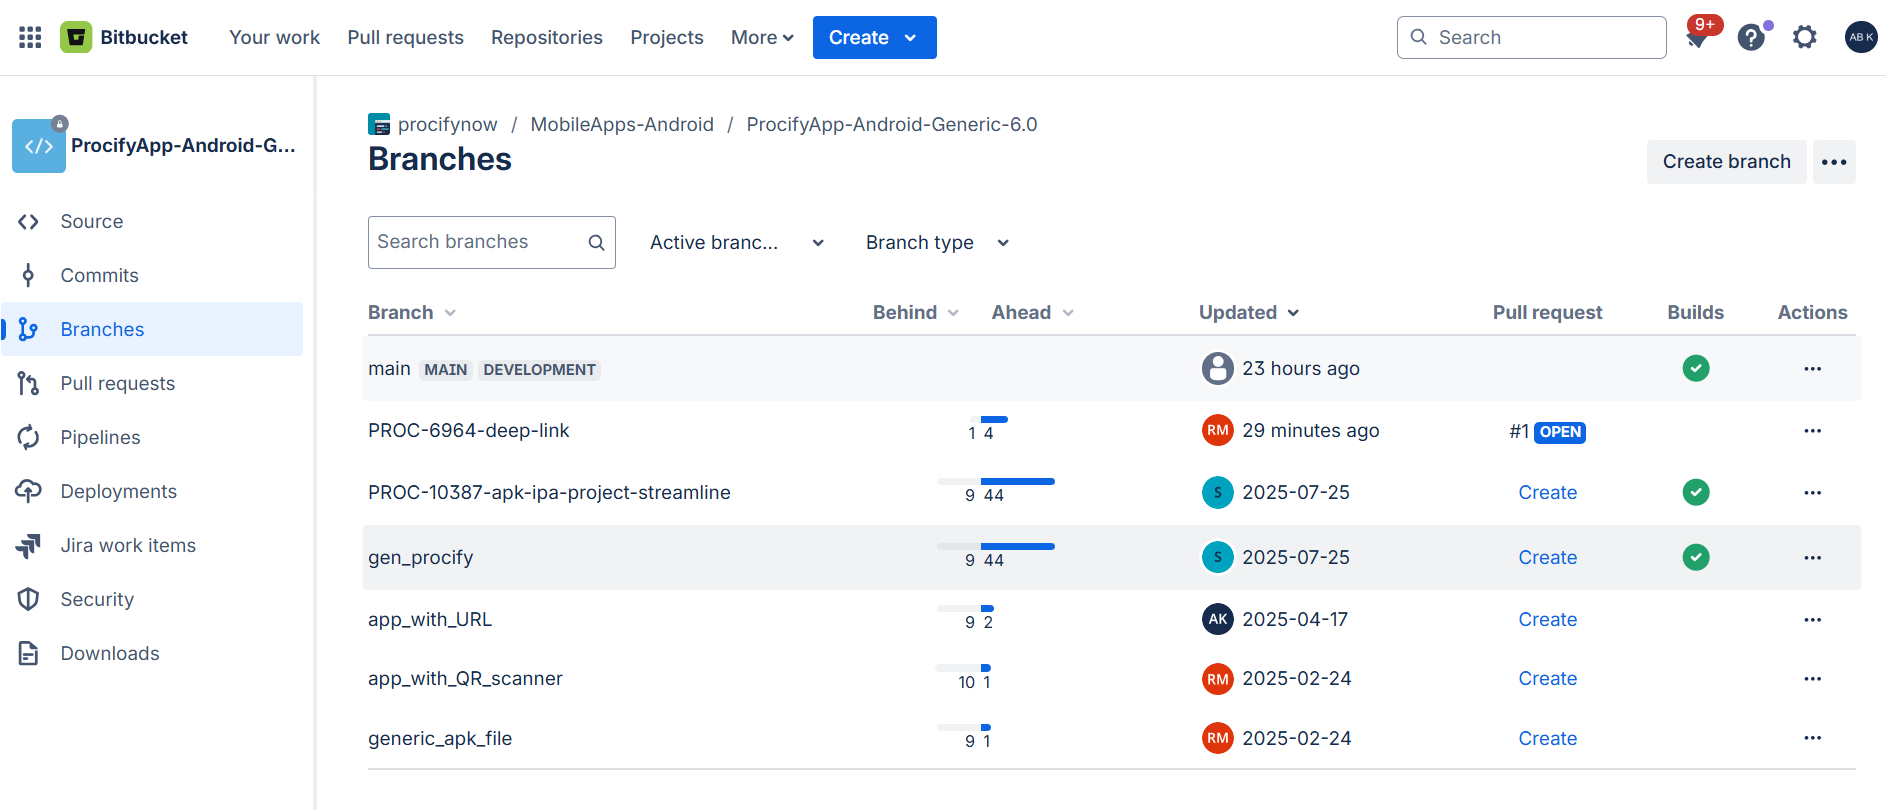 Bitbucket Your work Pull requests Repositories Projects More Create Search 9+ AB K
ProcifyApp-Android-G...
Source
Commits
Branches
Pull requests
Pipelines
Deployments
Jira work items
Security
Downloads
procifynow / MobileApps-Android / ProcifyApp-Android-Generic-6.0
Branches
Create branch
Search branches Active branc... Branch type
Branch Behind Ahead Updated Pull request Builds Actions
main MAIN DEVELOPMENT 23 hours ago
PROC-6964-deep-link 1 4 RM 29 minutes ago #1 OPEN
PROC-10387-apk-ipa-project-streamline 9 44 S 2025-07-25 Create
gen_procify 9 44 S 2025-07-25 Create
app_with_URL 9 2 AK 2025-04-17 Create
app_with_QR_scanner 10 1 RM 2025-02-24 Create
generic_apk_file 9 1 RM 2025-02-24 Create